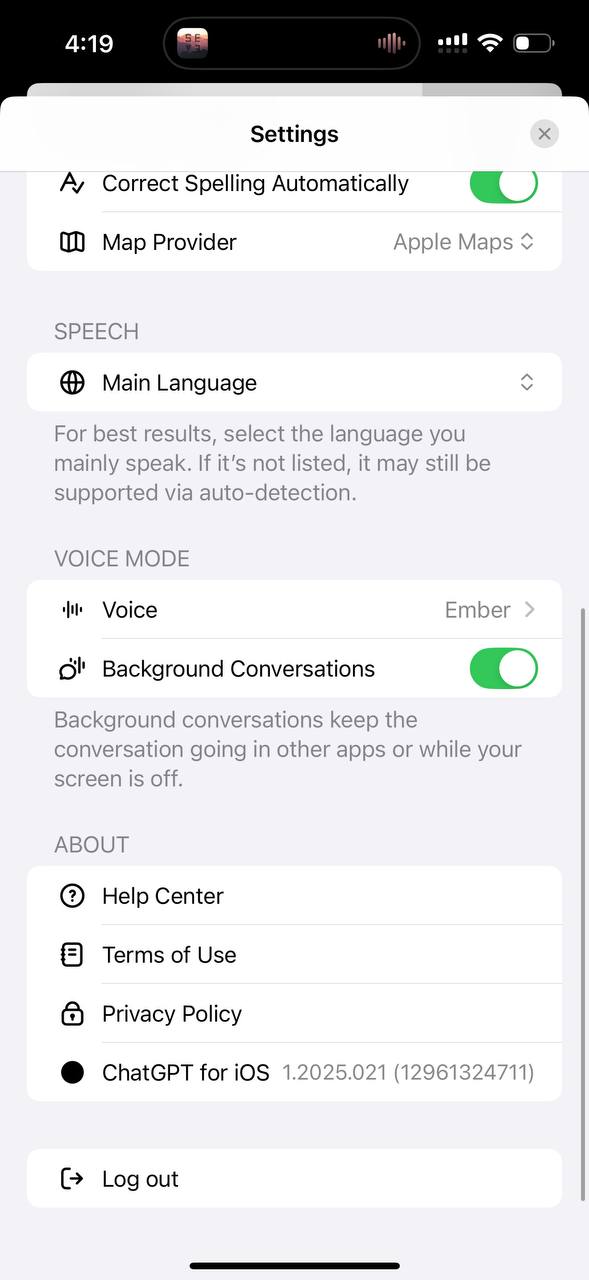 4:19
Settings
Correct Spelling Automatically
Map Provider Apple Maps
SPEECH
Main Language
For best results, select the language you
mainly speak. If it's not listed, it may still be
supported via auto-detection.
VOICE MODE
Voice Ember
Background Conversations
Background conversations keep the
conversation going in other apps or while your
screen is off.
ABOUT
Help Center
Terms of Use
Privacy Policy
ChatGPT for iOS 1.2025.021 (12961324711)
Log out